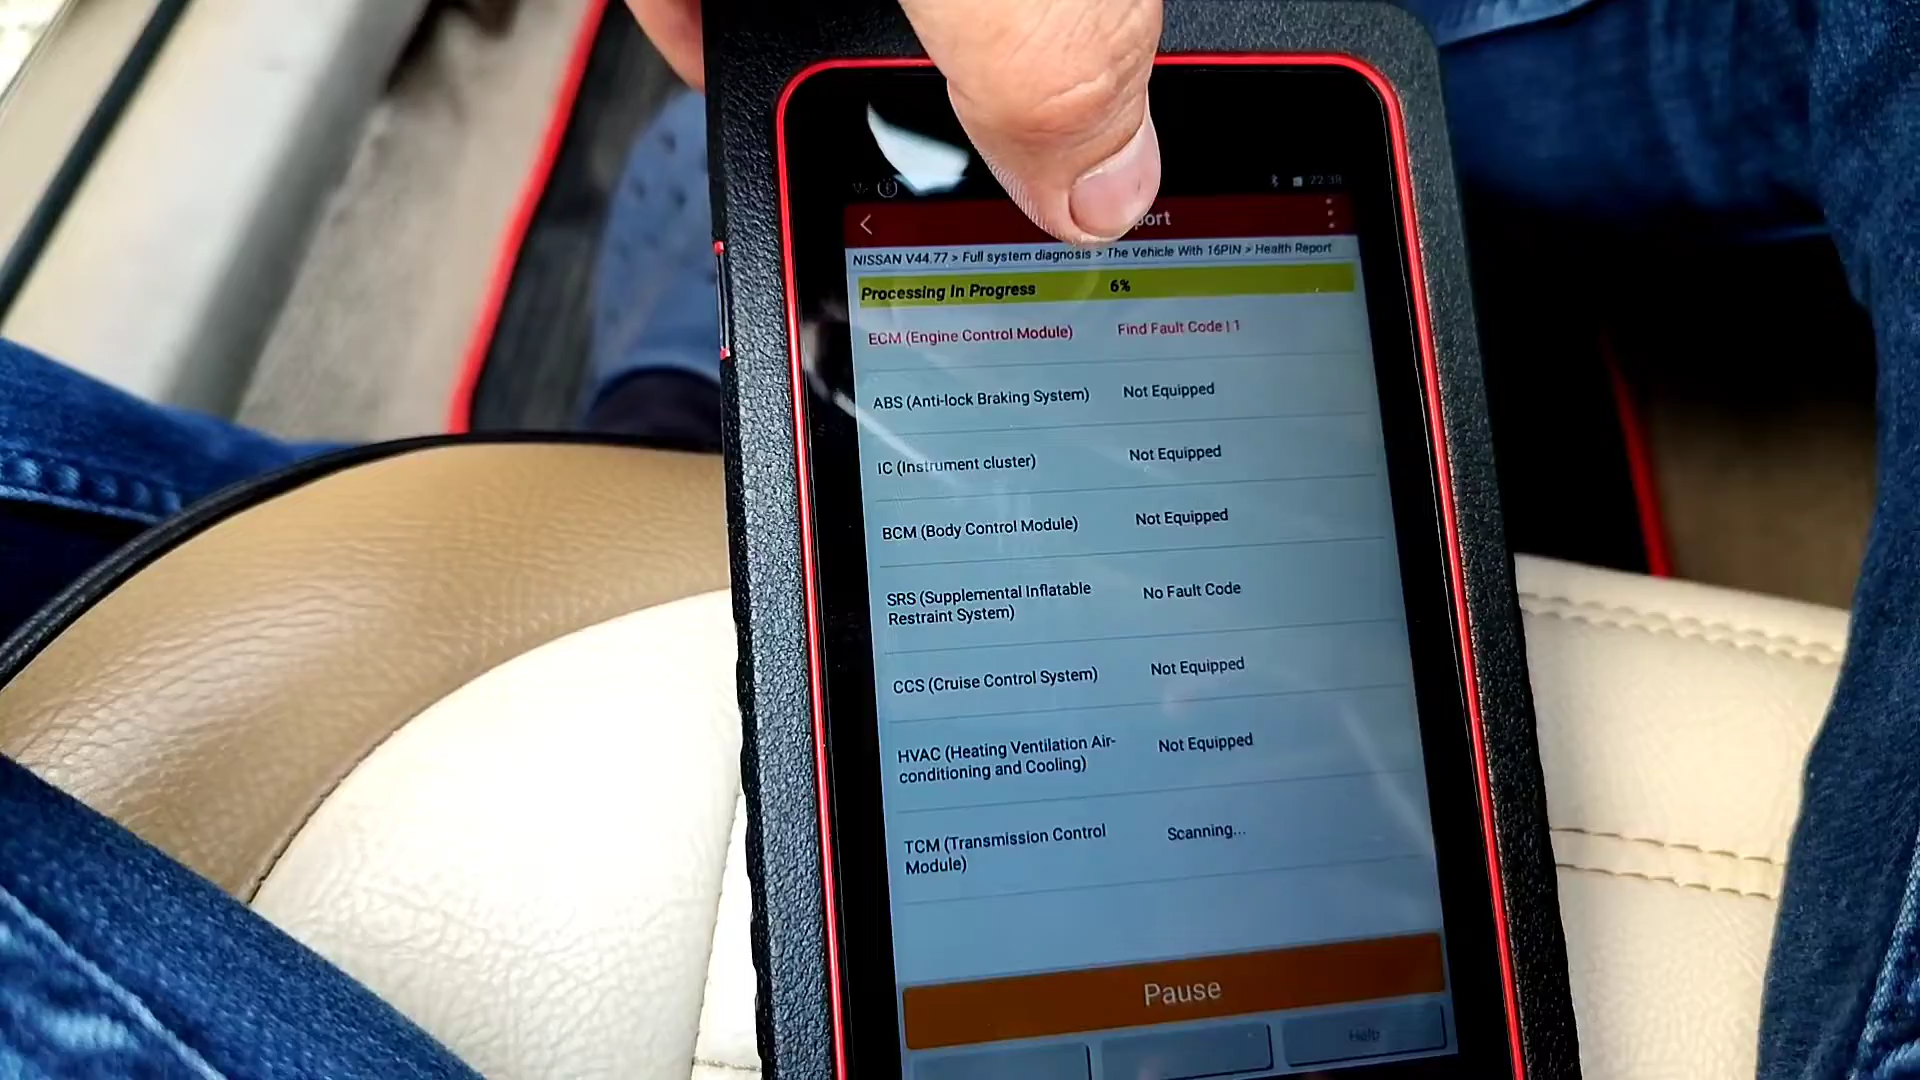 22:38
NISSAN V44.77 > Full system diagnosis > The Vehicle With 16PIN > Health Report
Processing In Progress 6%
ECM (Engine Control Module) Find Fault Code | 1
ABS (Anti-lock Braking System) Not Equipped
IC (Instrument cluster) Not Equipped
BCM (Body Control Module) Not Equipped
SRS (Supplemental Inflatable
Restraint System) No Fault Code
CCS (Cruise Control System) Not Equipped
HVAC (Heating Ventilation Air-
conditioning and Cooling) Not Equipped
TCM (Transmission Control
Module) Scanning...
Pause
Help